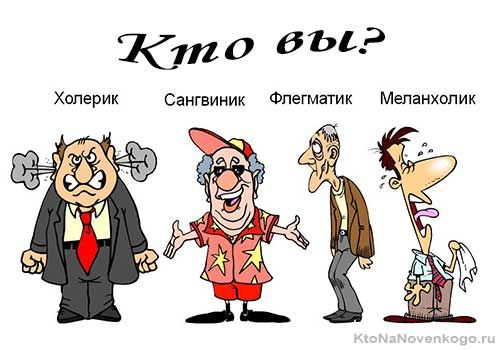 Кто вы?
Холерик Сангвиник Флегматик Меланхолик
KtoNaNovenkogo.ru